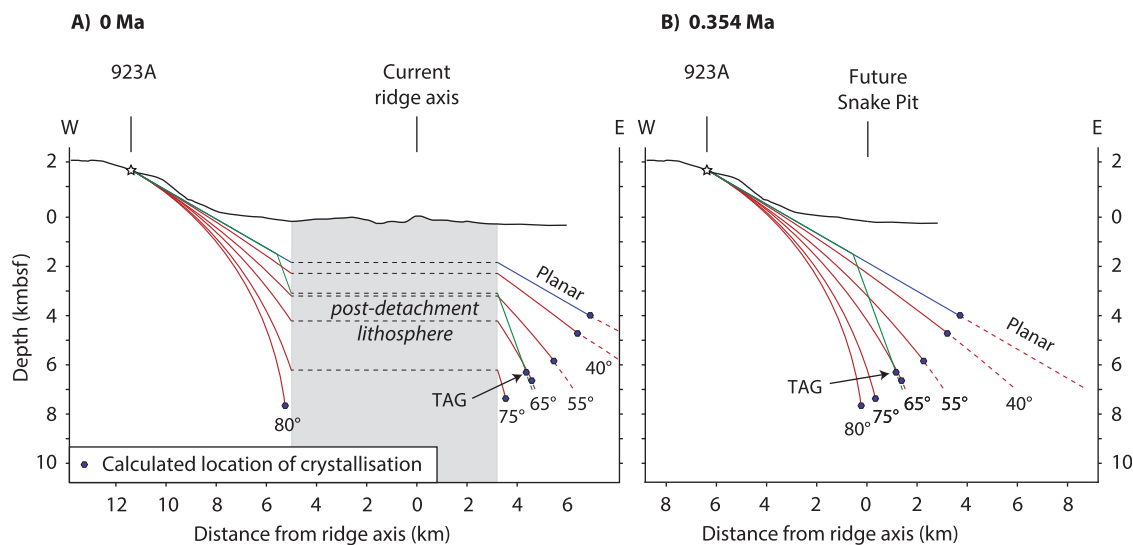 A) 0 Ma
B) 0.354 Ma
923A
Current
ridge axis
923A
Future
Snake Pit
W
E
W
E
2
0
2
4
6
8
10
Depth (kmbsf)
Planar
40°
55°
65°
75°
80°
TAG
post-detachment
lithosphere
Calculated location of crystallisation
12 10 8 6 4 2 0 2 4 6
Distance from ridge axis (km)
Planar
40°
55°
65°
75°
80°
TAG
2
0
2
4
6
8
10
8 6 4 2 0 2 4 6 8
Distance from ridge axis (km)